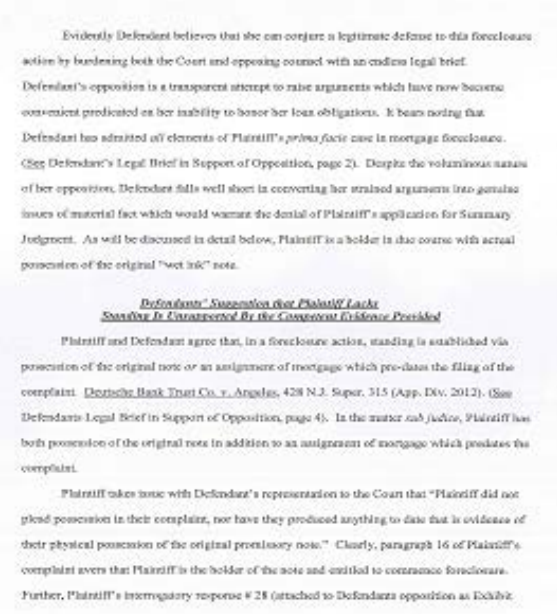 Evidently Defendant believes that she can conjure a legitimate defense to this foreclosure
action by burdening both the Court and opposing counsel with an endless legal brief.
Defendant's opposition is a transparent attempt to raise arguments which have now become
convenient predicated on her inability to honor her loan obligations. It bears noting that
Defendant has admitted all elements of Plaintiff's prima facie case in mortgage foreclosure.
(See Defendant's Legal Brief in Support of Opposition, page 2). Despite the voluminous nature
of her opposition, Defendant falls well short in converting her strained arguments into genuine
issues of material fact which would warrant the denial of Plaintiff's application for Summary
Judgment. As will be discussed in detail below, Plaintiff is a holder in due course with actual
possession of the original "wet ink" note.
Defendants' Suggestion that Plaintiff Lacks
Standing Is Unsupported By the Competent Evidence Provided
Plaintiff and Defendant agree that, in a foreclosure action, standing is established via
possession of the original note or an assignment of mortgage which pre-dates the filing of the
complaint. Deutsche Bank Trust Co. v. Angeles, 428 N.J. Super. 315 (App. Div. 2012). (See
Defendants Legal Brief in Support of Opposition, page 4). In the matter sub judice, Plaintiff has
both possession of the original note in addition to an assignment of mortgage which predates the
complaint.
Plaintiff takes issue with Defendant's representation to the Court that "Plaintiff did not
plead possession in their complaint, nor have they produced anything to date that is evidence of
their physical possession of the original promissory note." Clearly, paragraph 16 of Plaintiff's
complaint avers that Plaintiff is the holder of the note and entitled to commence foreclosure.
Further, Plaintiff's interrogatory response # 28 (attached to Defendants opposition as Exhibit